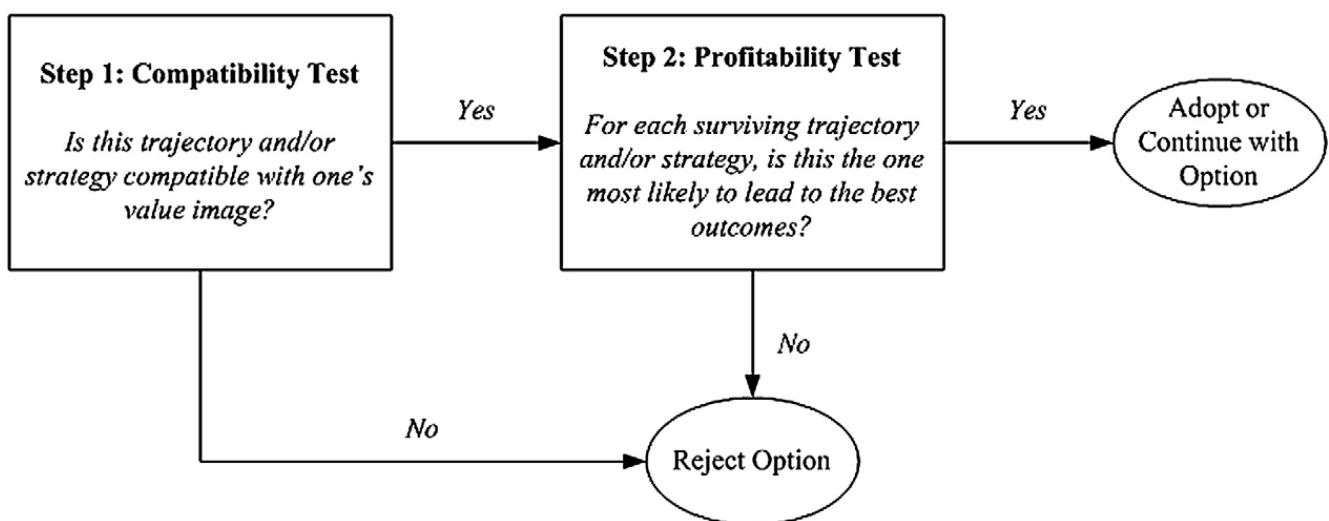 Step 1: Compatibility Test
Is this trajectory and/or
strategy compatible with one's
value image?
Yes
Step 2: Profitability Test
For each surviving trajectory
and/or strategy, is this the one
most likely to lead to the best
outcomes?
Yes
Adopt or
Continue with
Option
No
No
Reject Option